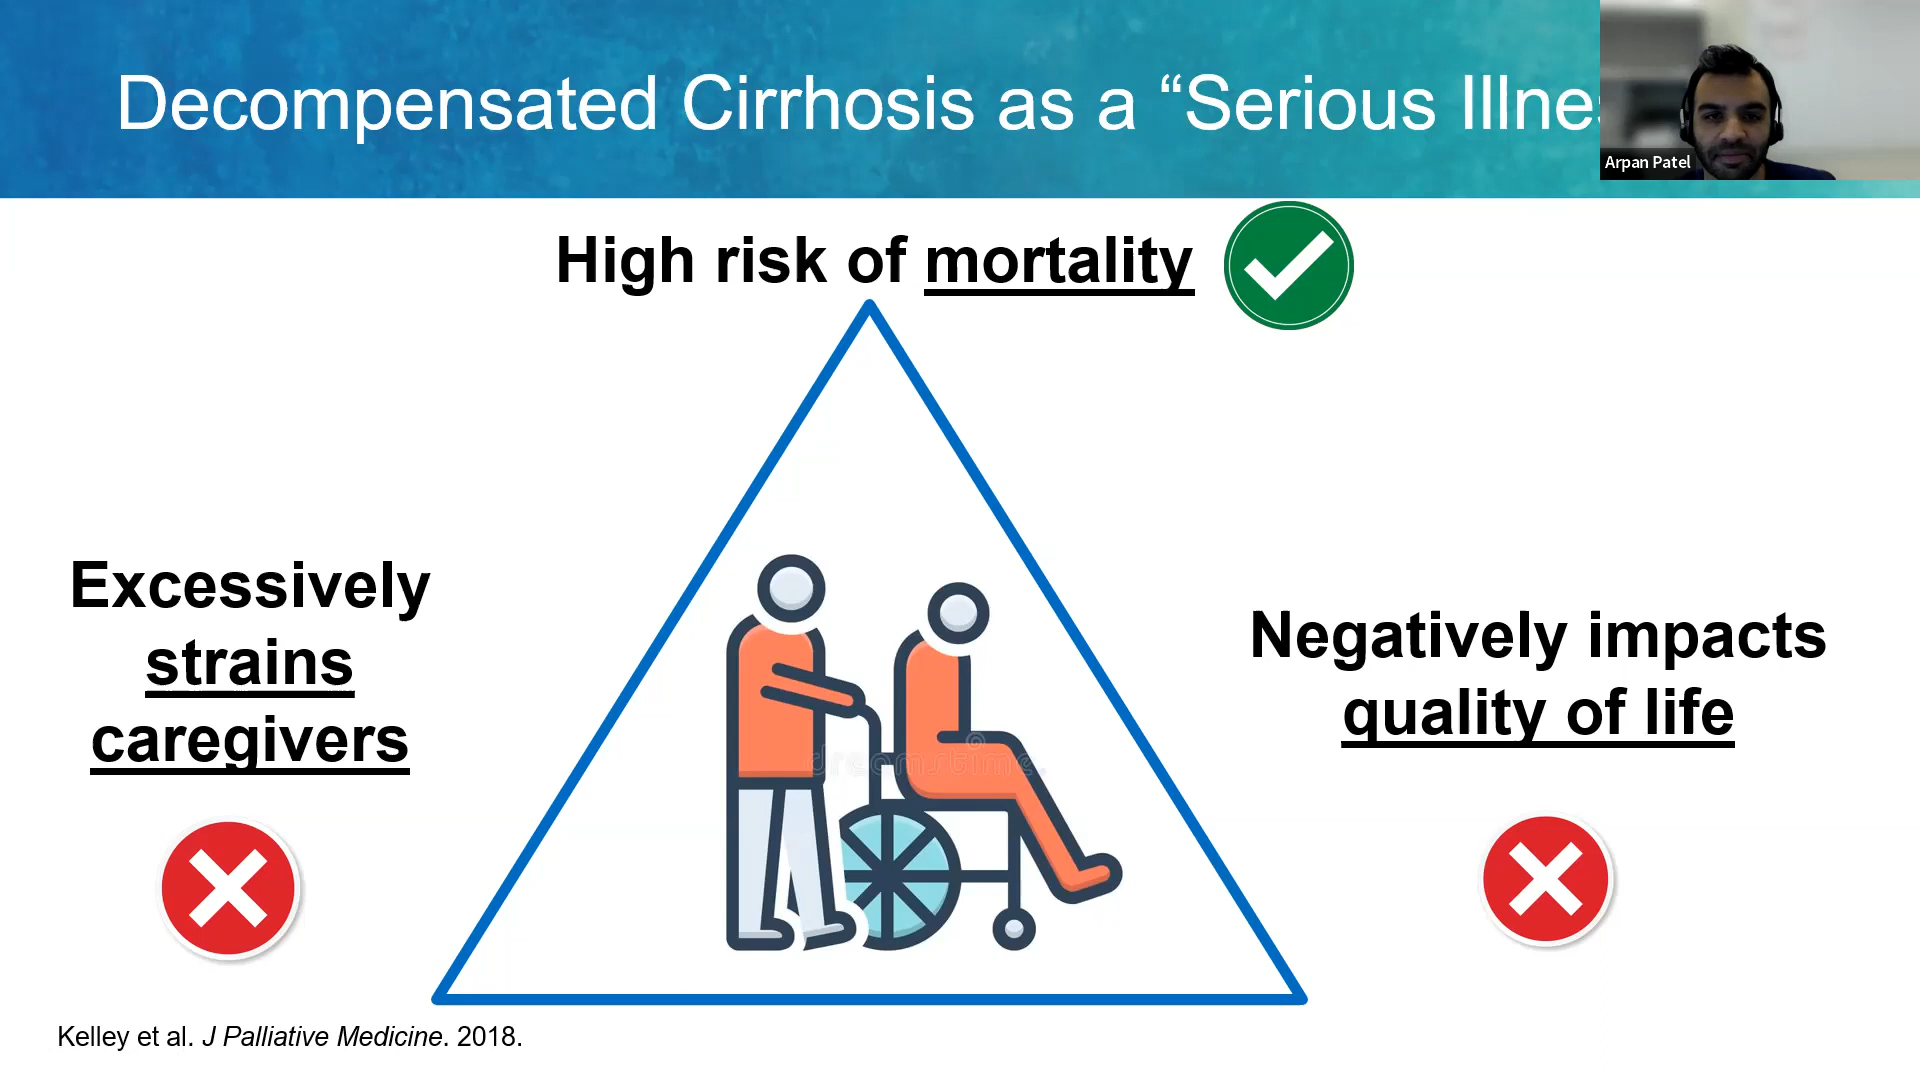 Decompensated Cirrhosis as a “Serious Illne
Arpan Patel
High risk of mortality
Excessively
strains
caregivers
Negatively impacts
quality of life
dreamstime.
Kelley et al. J Palliative Medicine. 2018.